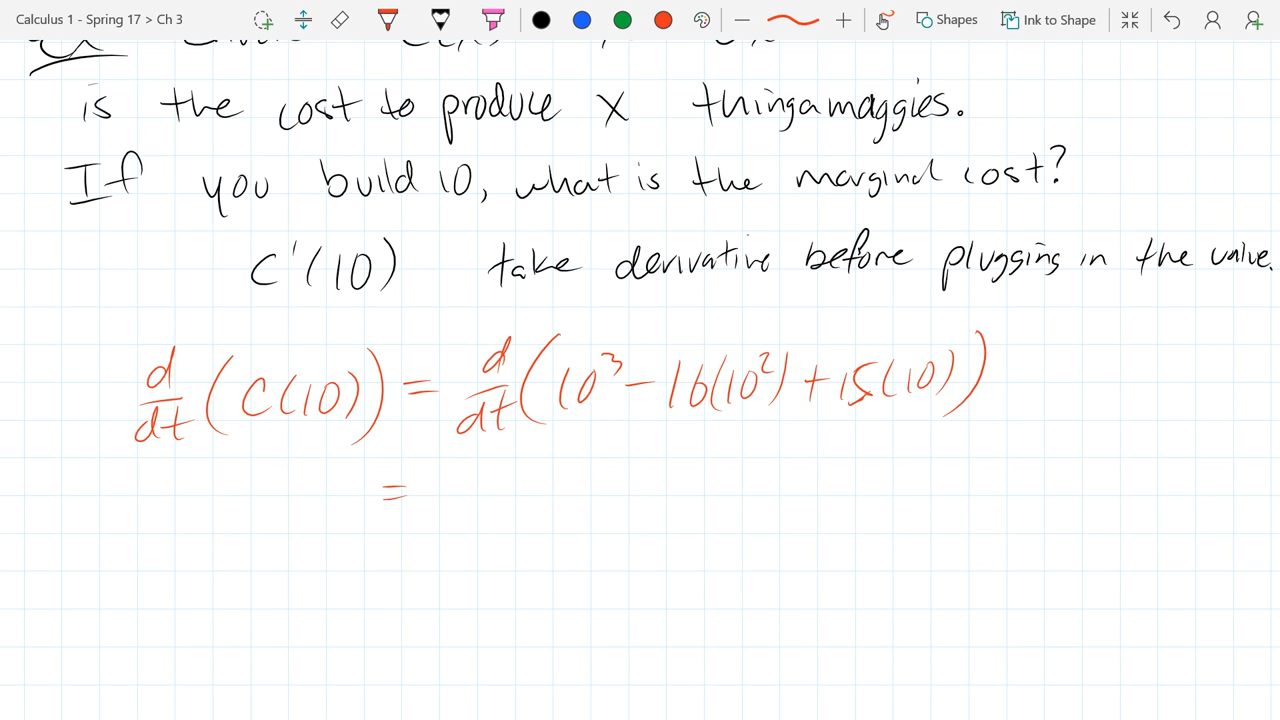 Calculus 1 - Spring 17 > Ch 3
Shapes
Ink to Shape
is the cost to produce x thingamaggies.
If you build 10, what is the marginal cost?
C'(10) take derivative before plugging in the value.
d/dt (C(10)) = d/dt (10³ - 16(10²) + 15(10))
=